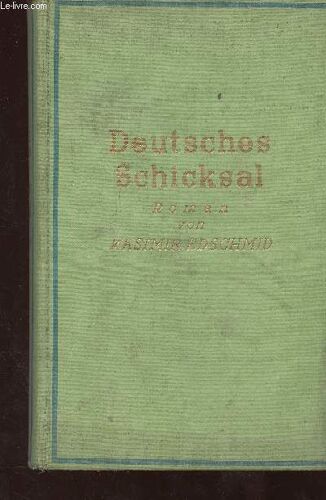 Le-livre.com
Deutsches
Schicksal
Roman
von
KASIMIR EDSCHMID